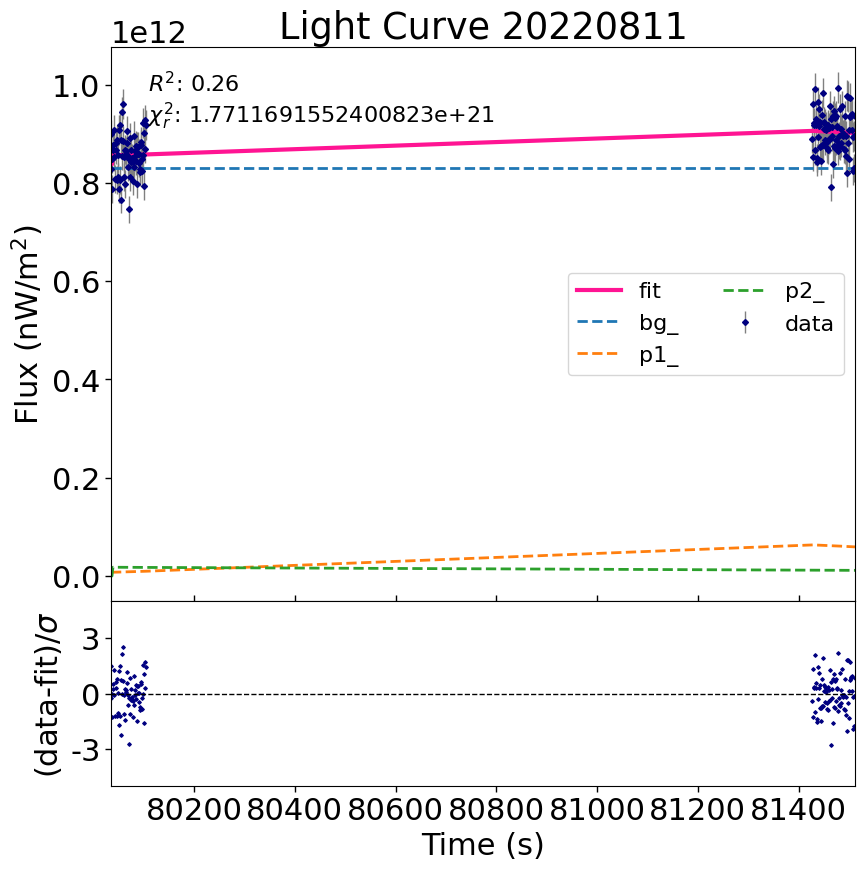 Light Curve 20220811
1e12
R²: 0.26
χ²ᵣ: 1.7711691552400823e+21
1.0
0.8
0.6
0.4
0.2
0.0
Flux (nW/m²)
fit
bg_
p1_
p2_
data
3
0
-3
(data-fit)/σ
80200 80400 80600 80800 81000 81200 81400
Time (s)